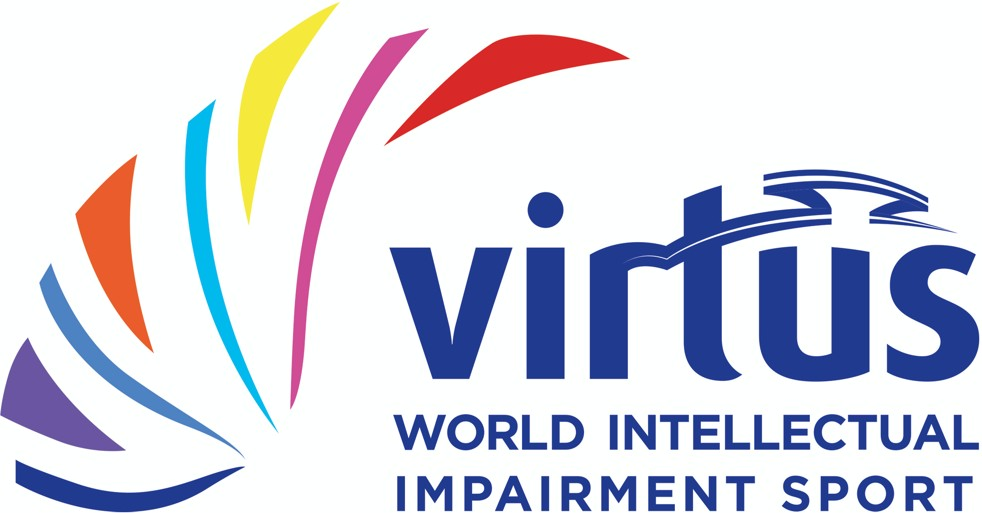 virtus
WORLD INTELLECTUAL
IMPAIRMENT SPORT